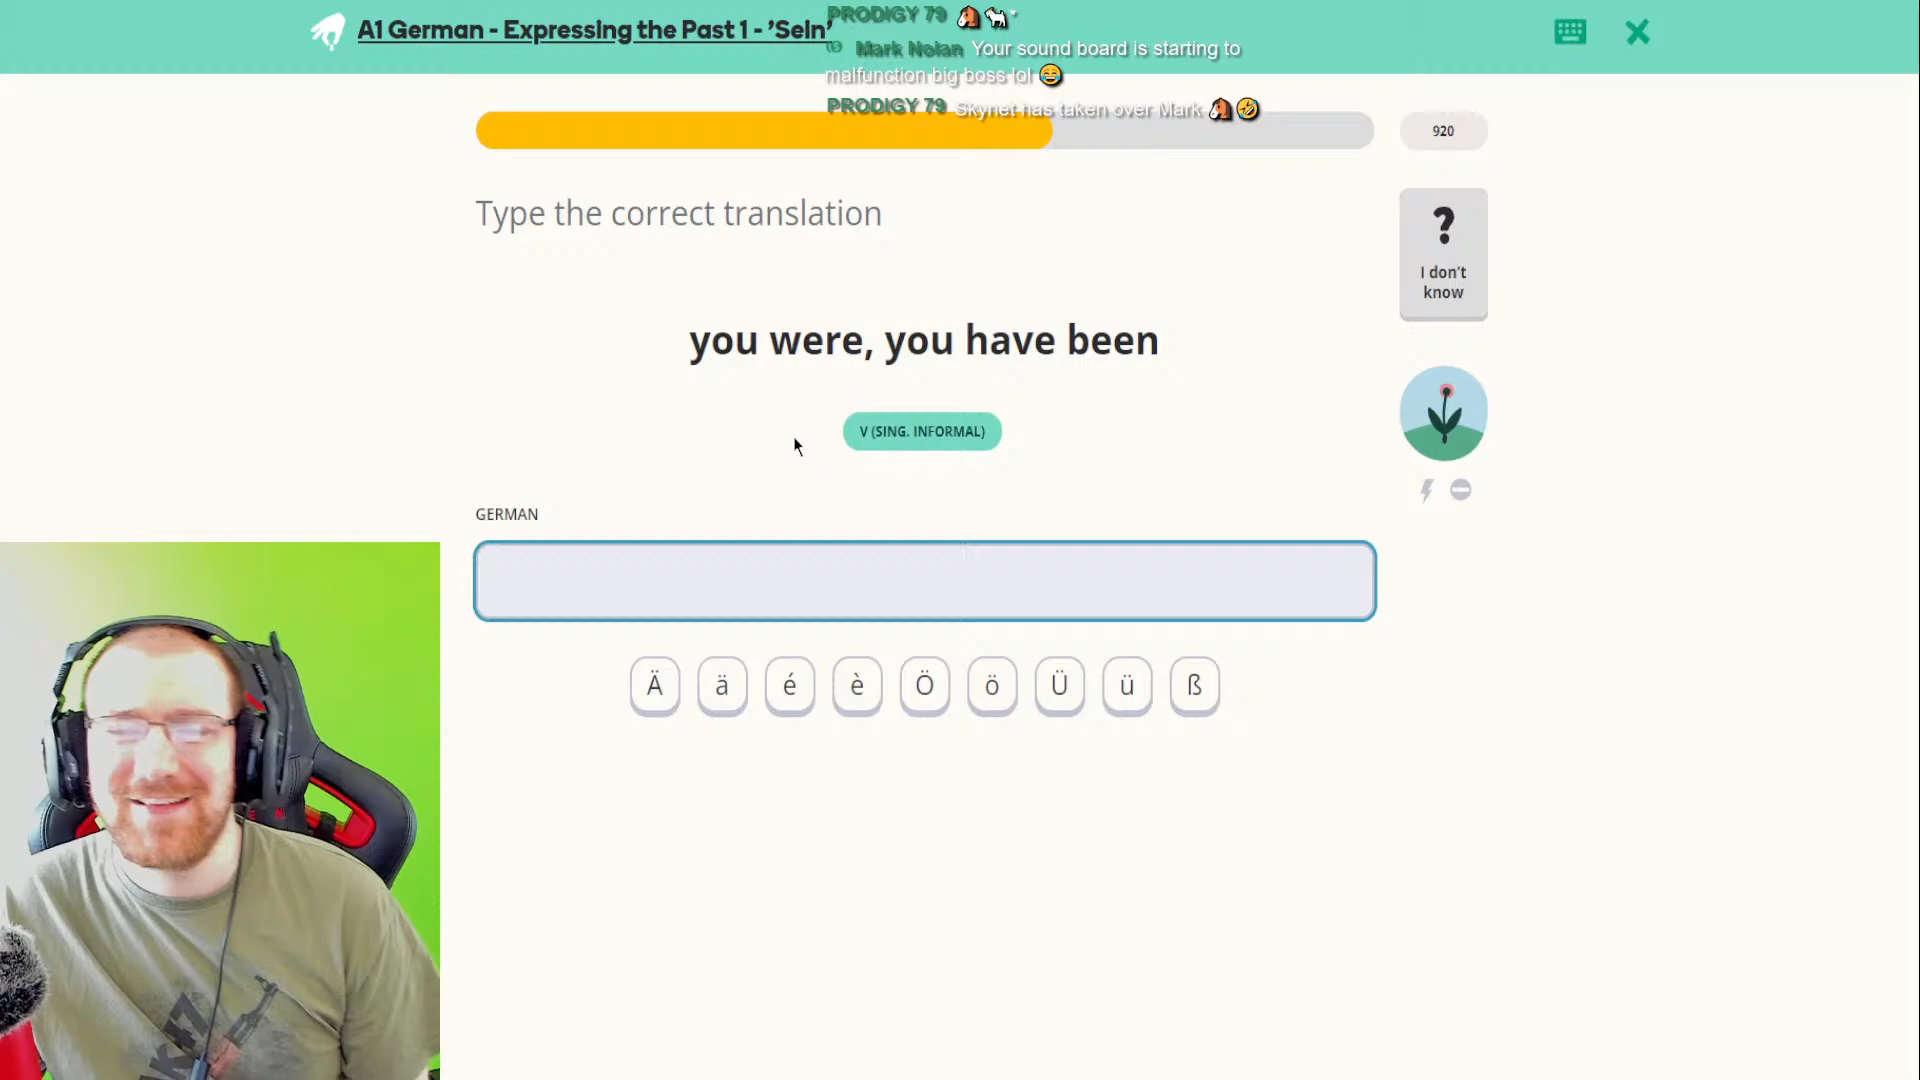 A1 German - Expressing the Past 1 - 'Sein'
PRODIGY 79
Mark Nolan Your sound board is starting to
malfunction big boss lol
PRODIGY 79 Skynet has taken over Mark
920
Type the correct translation
?
I don't
know
you were, you have been
V (SING. INFORMAL)
GERMAN
Ä ä é è Ö ö Ü ü ß
AK47